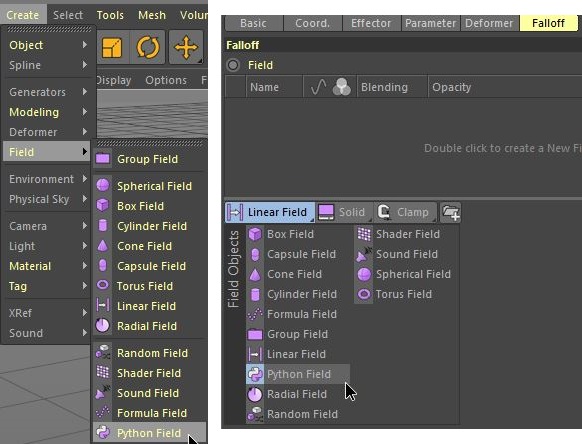 Create Select Tools Mesh Volum
Object
Spline
Generators
Modeling
Deformer
Field
Environment
Physical Sky
Camera
Light
Material
Tag
XRef
Sound
Display Options F
Group Field
Spherical Field
Box Field
Cylinder Field
Cone Field
Capsule Field
Torus Field
Linear Field
Radial Field
Random Field
Shader Field
Sound Field
Formula Field
Python Field
Basic Coord. Effector Parameter Deformer Falloff
Falloff
Field
Name Blending Opacity
Double click to create a New Fi
Linear Field Solid Clamp
Field Objects
Box Field
Capsule Field
Cone Field
Cylinder Field
Formula Field
Group Field
Linear Field
Python Field
Radial Field
Random Field
Shader Field
Sound Field
Spherical Field
Torus Field